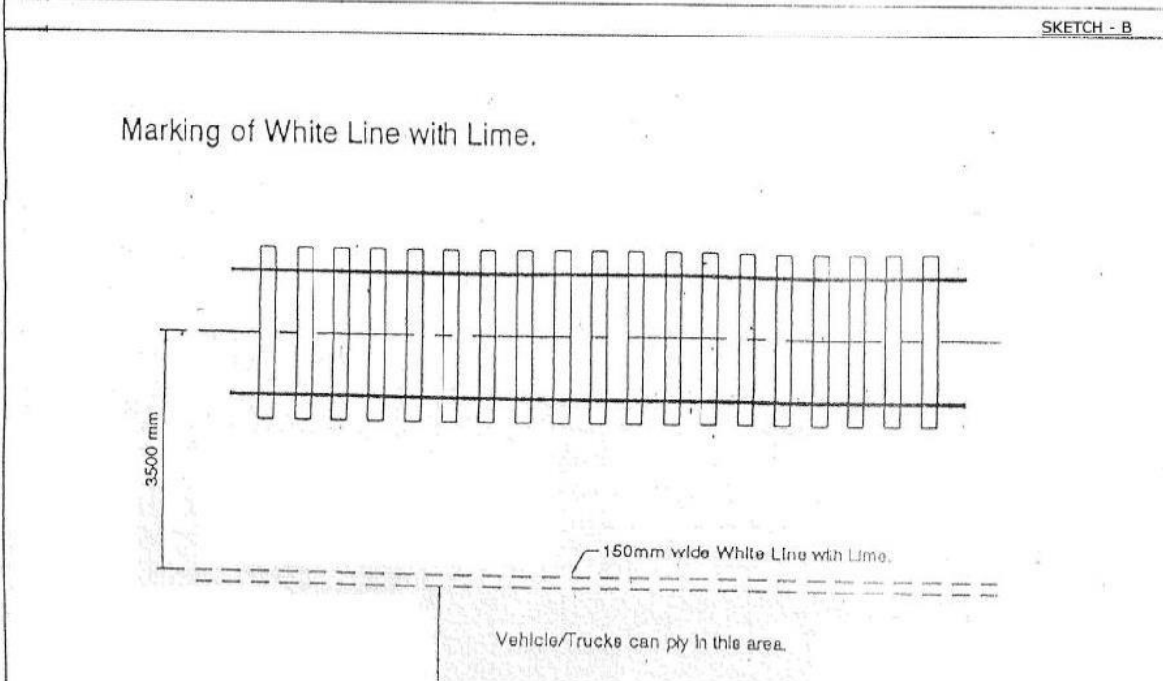 SKETCH - B
Marking of White Line with Lime.
3500 mm
150mm wide White Line with Lime.
Vehicle/Trucks can ply in this area.